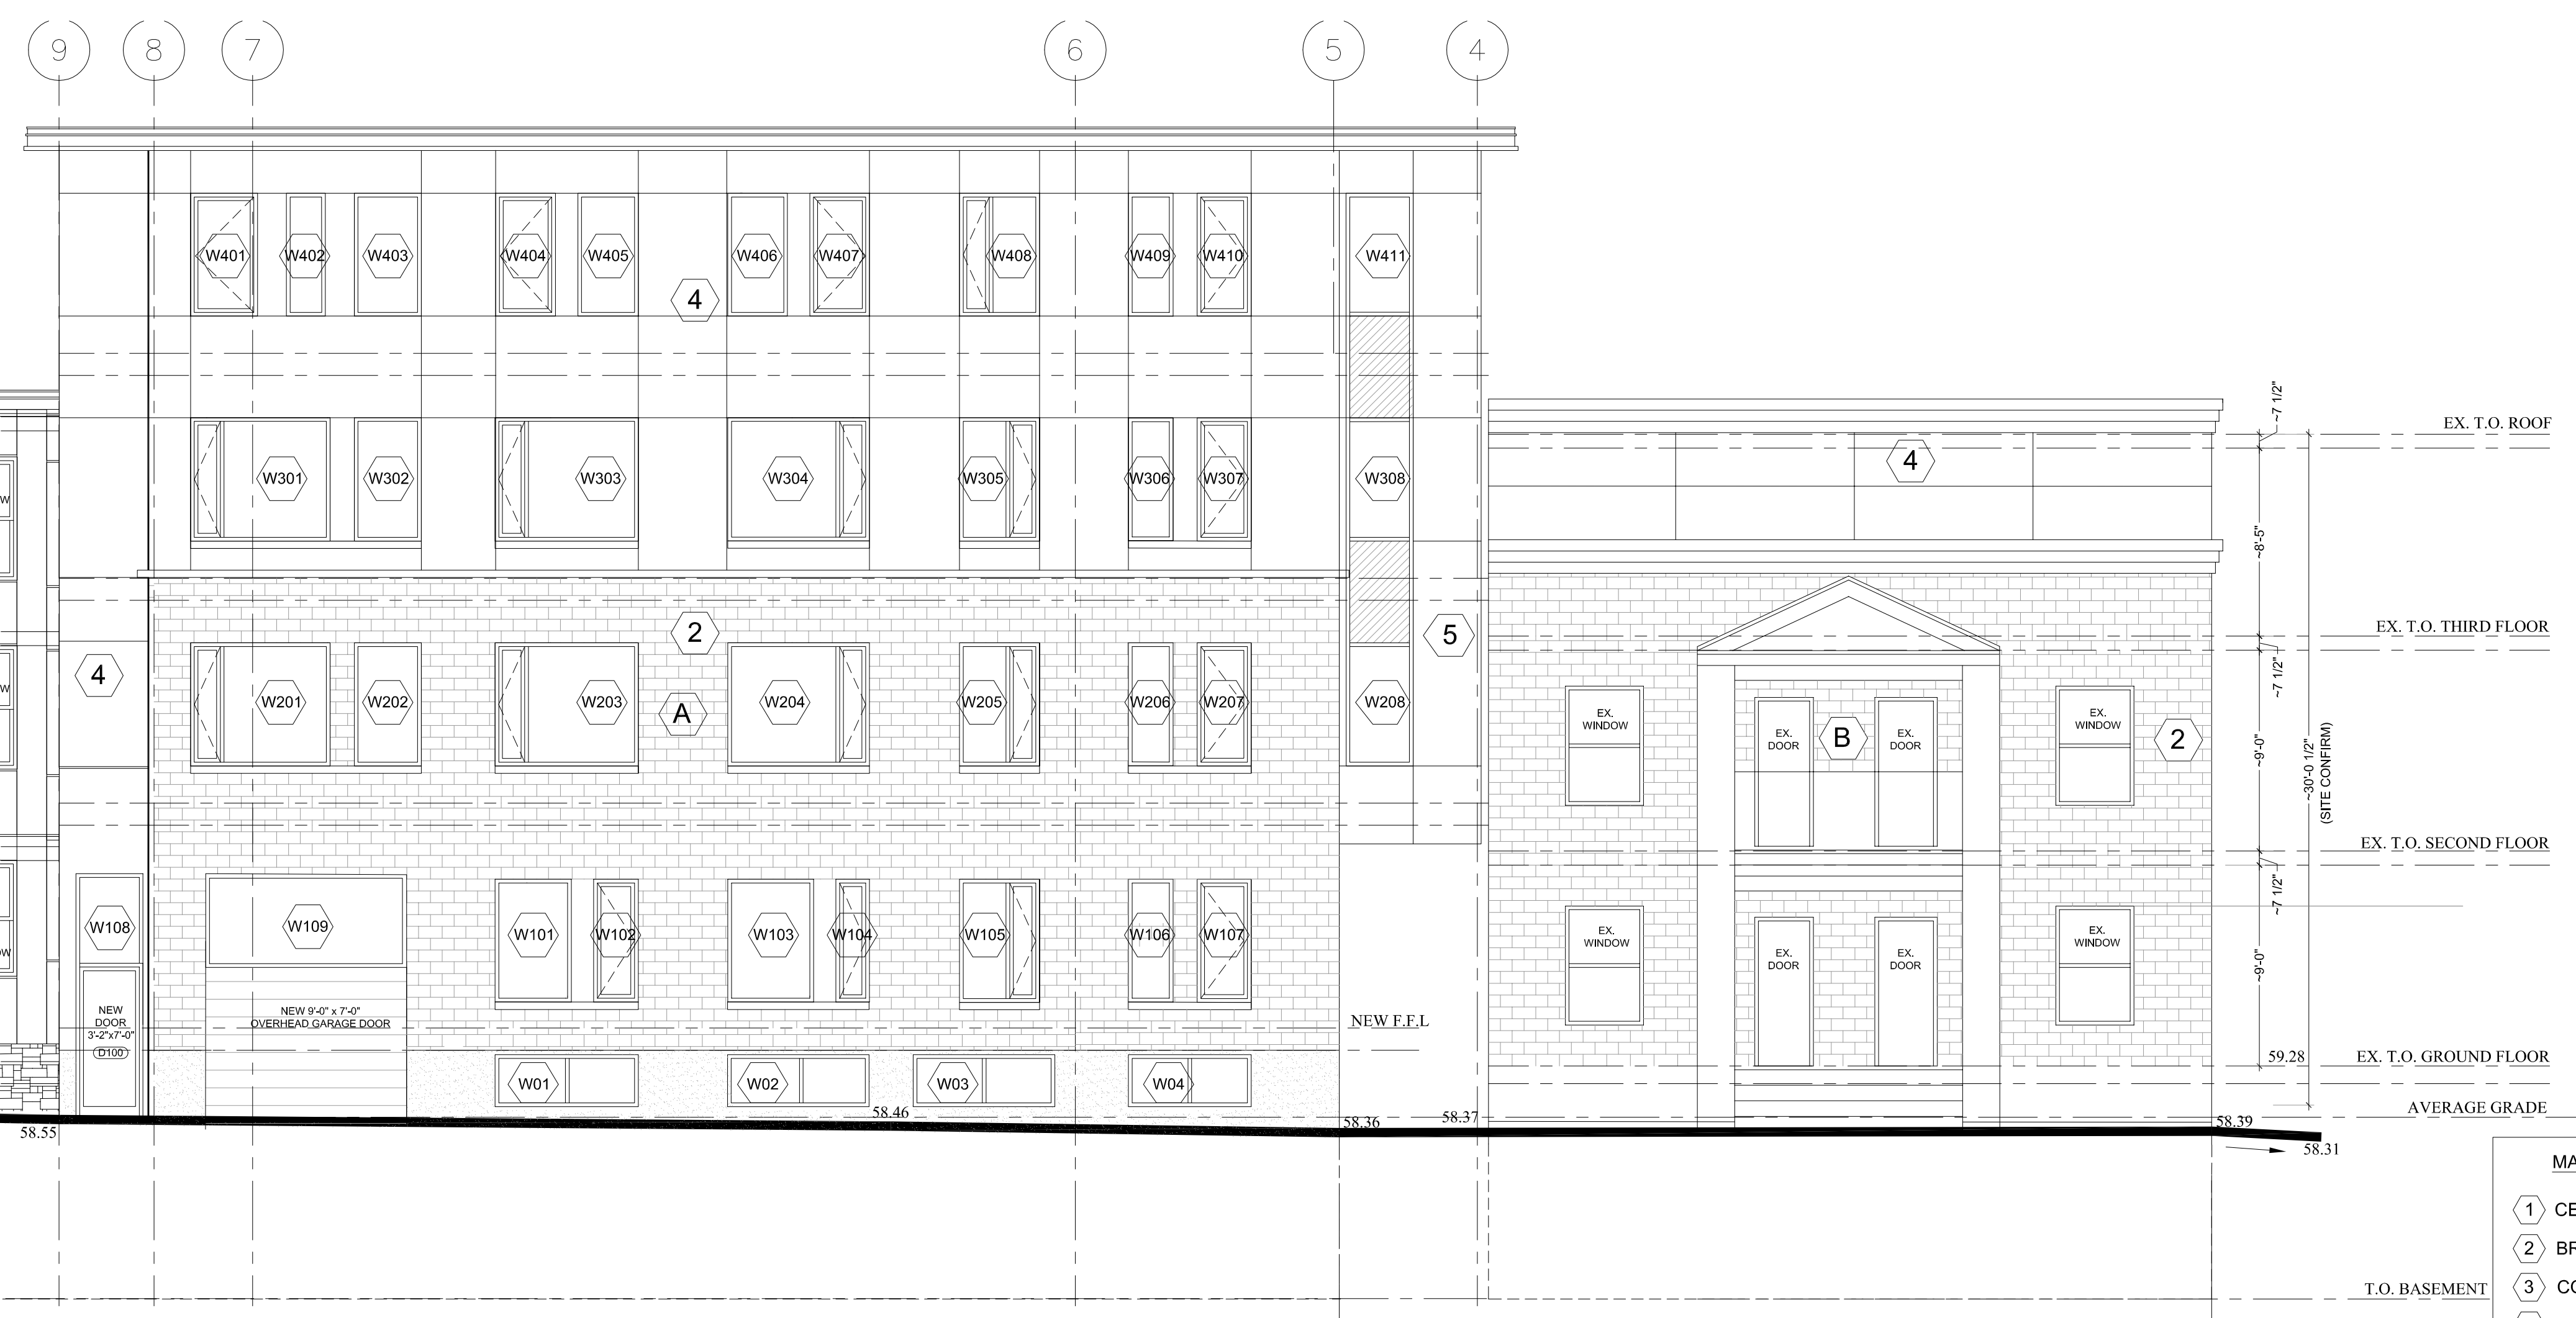 9 8 7 6 5 4
W401 W402 W403 W404 W405 W406 W407 W408 W409 W410 W411
4
~7 1/2"
EX. T.O. ROOF
4
W301 W302 W303 W304 W305 W306 W307 W308
W
~8'-5"
2
5
EX. T.O. THIRD FLOOR
4
~7 1/2"
W201 W202 W203 A W204 W205 W206 W207 W208
W
EX.
WINDOW
EX.
DOOR
B
EX.
DOOR
EX.
WINDOW
2
~9'-0"
~30'-0 1/2"
(SITE CONFIRM)
EX. T.O. SECOND FLOOR
~7 1/2"
W108 W109 W101 W102 W103 W104 W105 W106 W107
EX.
WINDOW
EX.
DOOR
EX.
DOOR
EX.
WINDOW
~9'-0"
NEW
DOOR
3'-2"x7'-0"
D100
NEW 9'-0" x 7'-0"
OVERHEAD GARAGE DOOR
NEW F.F.L
59.28
EX. T.O. GROUND FLOOR
W01 W02 W03 W04
AVERAGE GRADE
58.55
58.46
58.36
58.37
58.39
58.31
1
2
3
T.O. BASEMENT